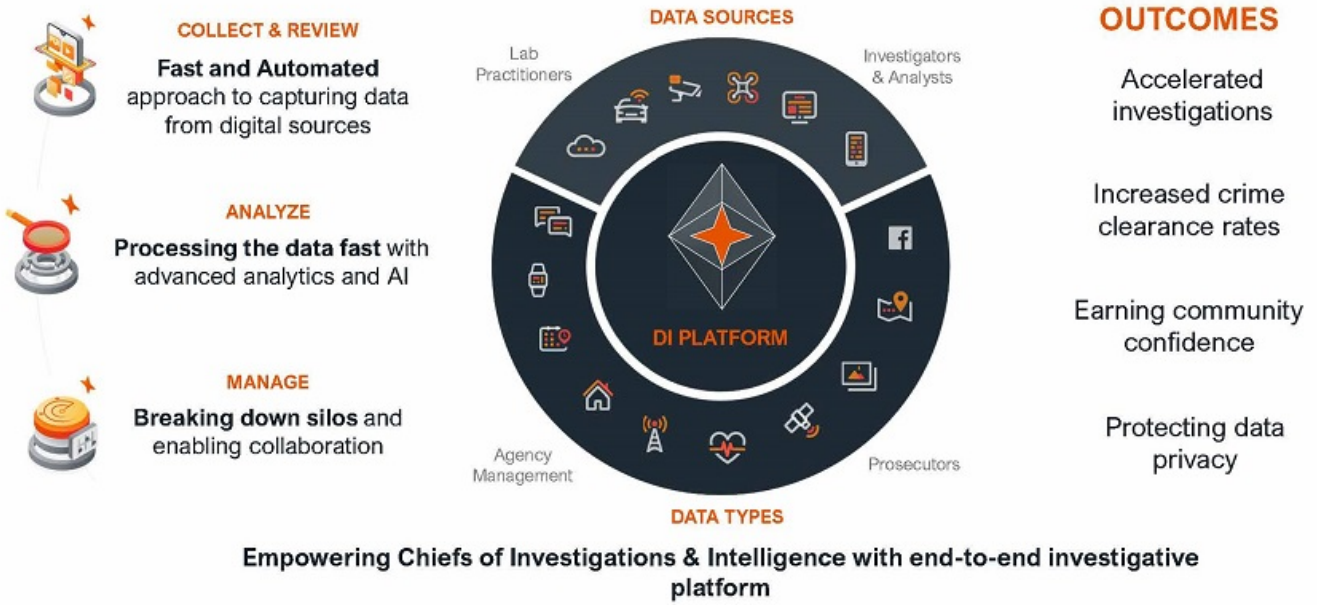 COLLECT & REVIEW
Fast and Automated
approach to capturing data
from digital sources
ANALYZE
Processing the data fast with
advanced analytics and AI
MANAGE
Breaking down silos and
enabling collaboration
DATA SOURCES
Lab
Practitioners
Investigators
& Analysts
DI PLATFORM
Agency
Management
Prosecutors
DATA TYPES
OUTCOMES
Accelerated
investigations
Increased crime
clearance rates
Earning community
confidence
Protecting data
privacy
Empowering Chiefs of Investigations & Intelligence with end-to-end investigative
platform